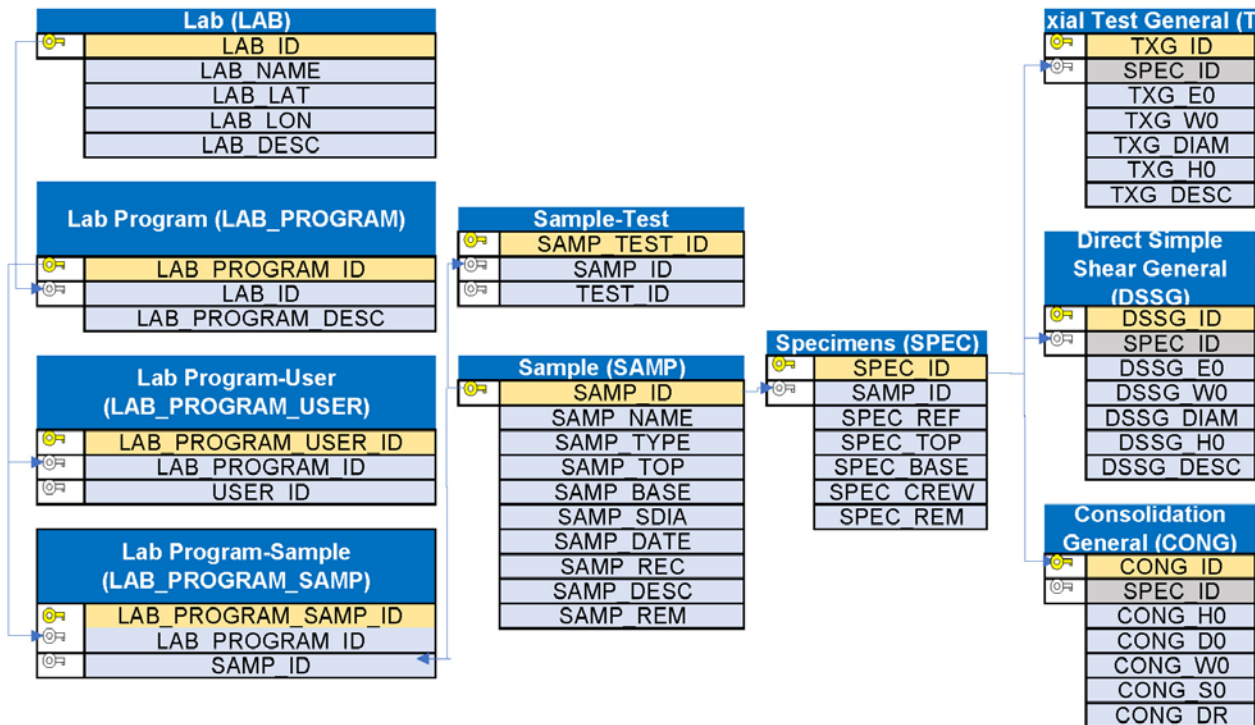 Lab (LAB)
LAB_ID
LAB_NAME
LAB_LAT
LAB_LON
LAB_DESC
Lab Program (LAB_PROGRAM)
LAB_PROGRAM_ID
LAB_ID
LAB_PROGRAM_DESC
Lab Program-User
(LAB_PROGRAM_USER)
LAB_PROGRAM_USER_ID
LAB_PROGRAM_ID
USER_ID
Lab Program-Sample
(LAB_PROGRAM_SAMP)
LAB_PROGRAM_SAMP_ID
LAB_PROGRAM_ID
SAMP_ID
Sample-Test
SAMP_TEST_ID
SAMP_ID
TEST_ID
Sample (SAMP)
SAMP_ID
SAMP_NAME
SAMP_TYPE
SAMP_TOP
SAMP_BASE
SAMP_SDIA
SAMP_DATE
SAMP_REC
SAMP_DESC
SAMP_REM
Specimens (SPEC)
SPEC_ID
SAMP_ID
SPEC_REF
SPEC_TOP
SPEC_BASE
SPEC_CREW
SPEC_REM
xial Test General (T
TXG_ID
SPEC_ID
TXG_E0
TXG_W0
TXG_DIAM
TXG_H0
TXG_DESC
Direct Simple
Shear General
(DSSG)
DSSG_ID
SPEC_ID
DSSG_E0
DSSG_W0
DSSG_DIAM
DSSG_H0
DSSG_DESC
Consolidation
General (CONG)
CONG_ID
SPEC_ID
CONG_H0
CONG_D0
CONG_W0
CONG_S0
CONG_DR